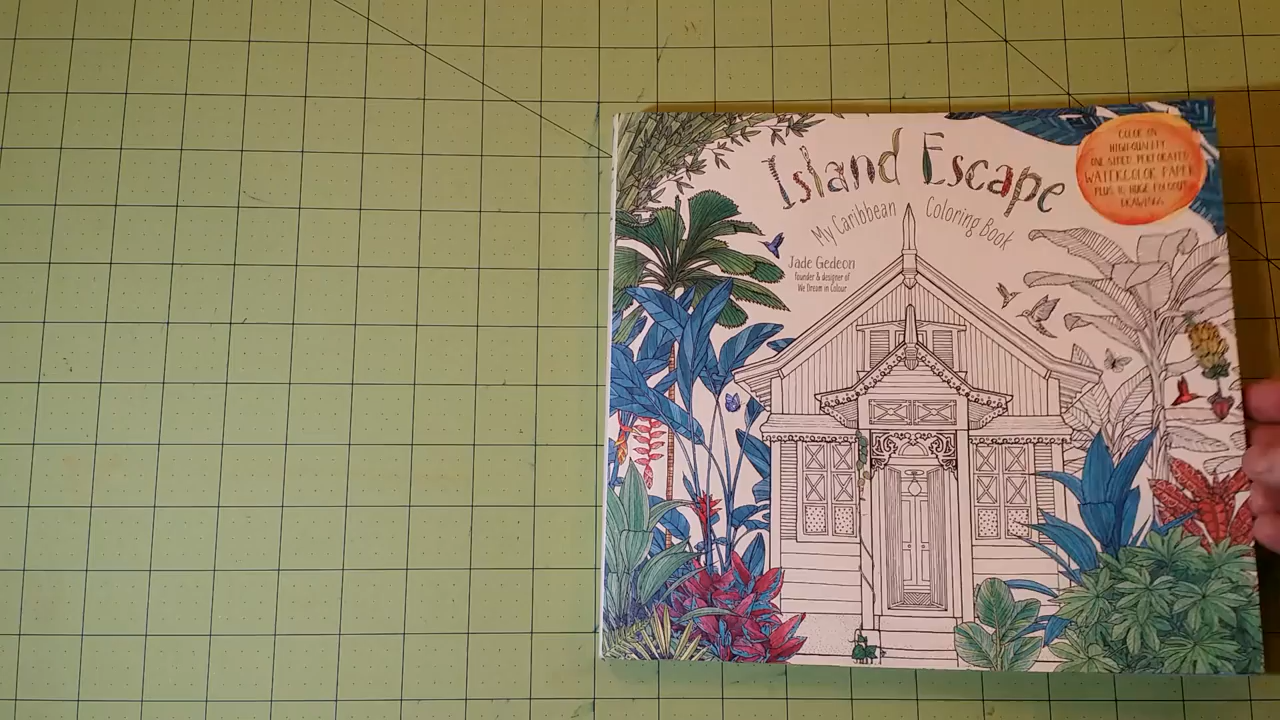 Island Escape
My Caribbean Coloring Book
Jade Gedeon
founder & designer of
We Dream in Colour
COLOR ON
HIGH-QUALITY
ONE-SIDED, PERFORATED
WATERCOLOR PAPER
PLUS 10 HUGE FOLDOUT
DRAWINGS